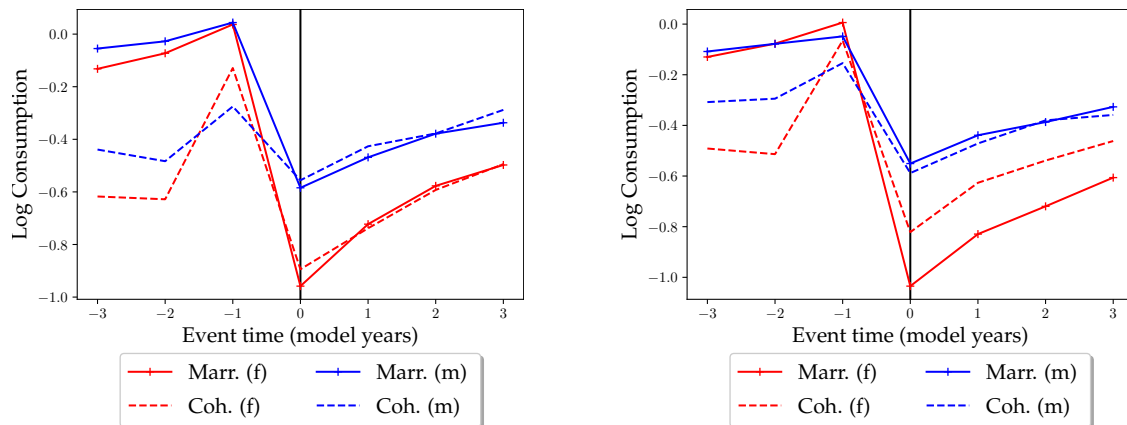 0.0
−0.2
−0.4
−0.6
−0.8
−1.0
Log Consumption
−3 −2 −1 0 1 2 3
Event time (model years)
Marr. (f) Marr. (m)
Coh. (f) Coh. (m)
0.0
−0.2
−0.4
−0.6
−0.8
−1.0
Log Consumption
−3 −2 −1 0 1 2 3
Event time (model years)
Marr. (f) Marr. (m)
Coh. (f) Coh. (m)